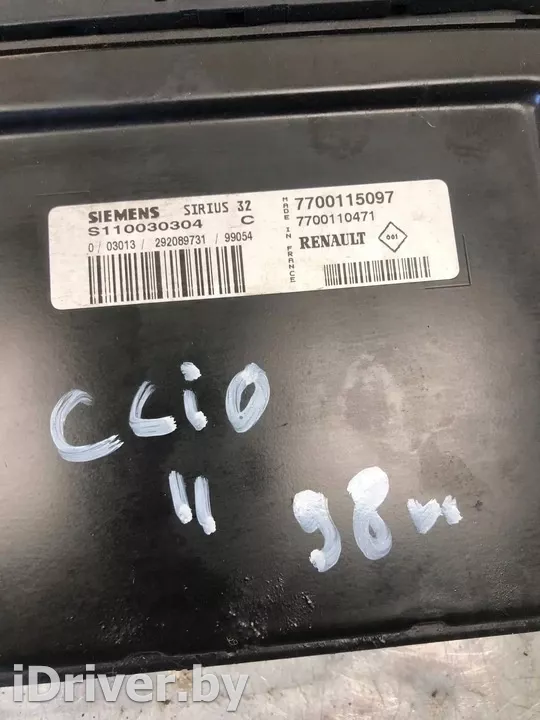 SIEMENS SIRIUS 32
S110030304 C
0 / 03013 / 292089731 / 99054
7700115097
7700110471
MADE IN FRANCE
RENAULT 001
CLiO
II 98
iDriver.by